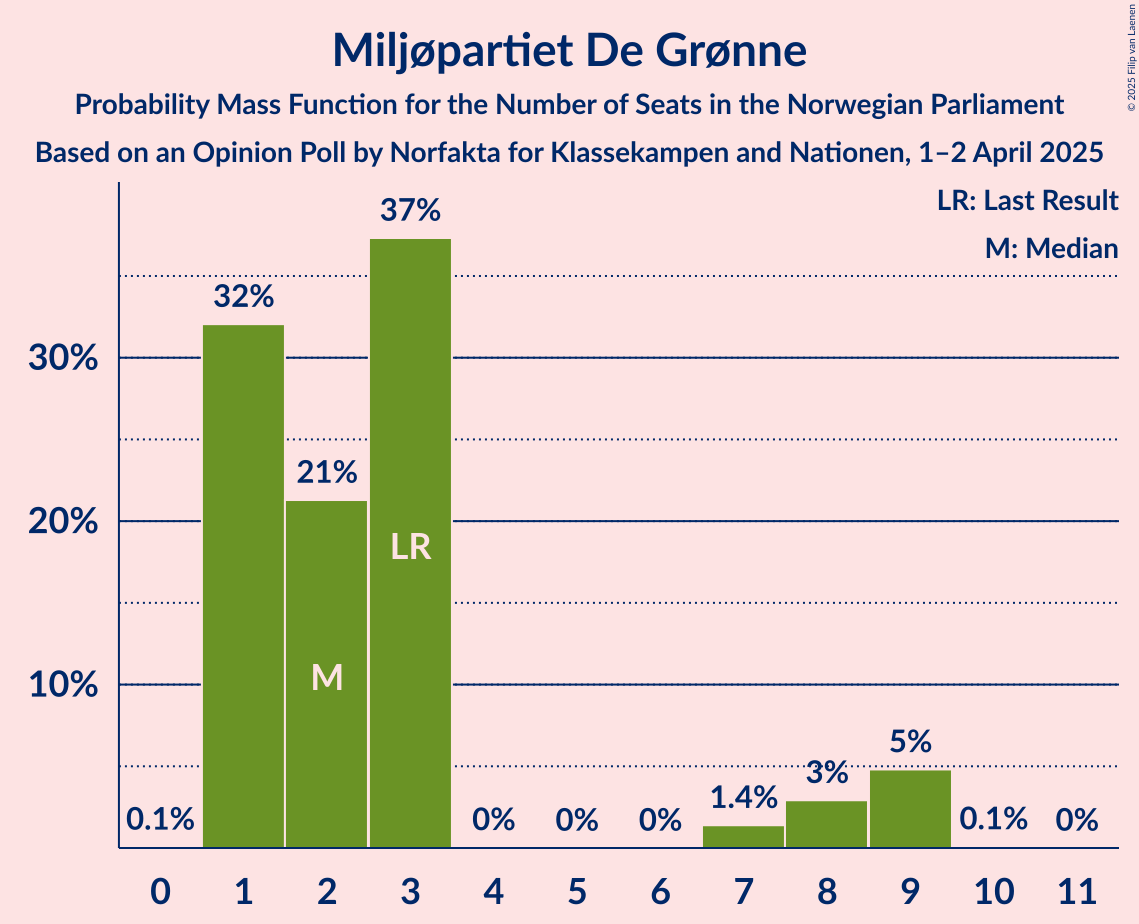 Miljøpartiet De Grønne
Probability Mass Function for the Number of Seats in the Norwegian Parliament
Based on an Opinion Poll by Norfakta for Klassekampen and Nationen, 1–2 April 2025
© 2025 Filip van Laenen
LR: Last Result
M: Median
37%
32%
30%
21%
20%
LR
M
10%
5%
3%
1.4%
0.1% 0% 0% 0% 0.1% 0%
0 1 2 3 4 5 6 7 8 9 10 11